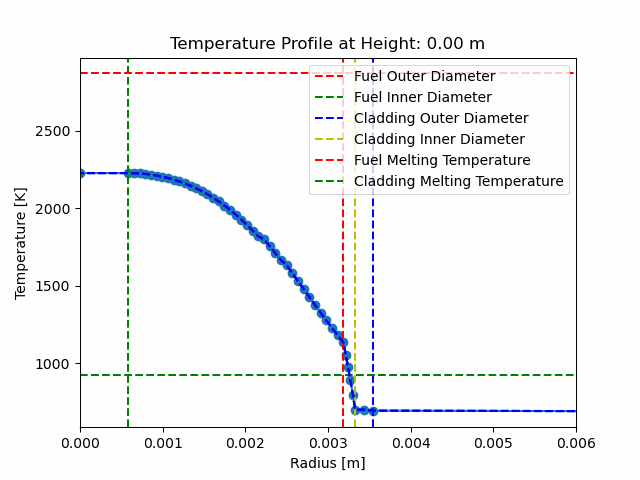 Temperature Profile at Height: 0.00 m
Fuel Outer Diameter
Fuel Inner Diameter
Cladding Outer Diameter
Cladding Inner Diameter
Fuel Melting Temperature
Cladding Melting Temperature
Temperature [K]
2500
2000
1500
1000
0.000 0.001 0.002 0.003 0.004 0.005 0.006
Radius [m]